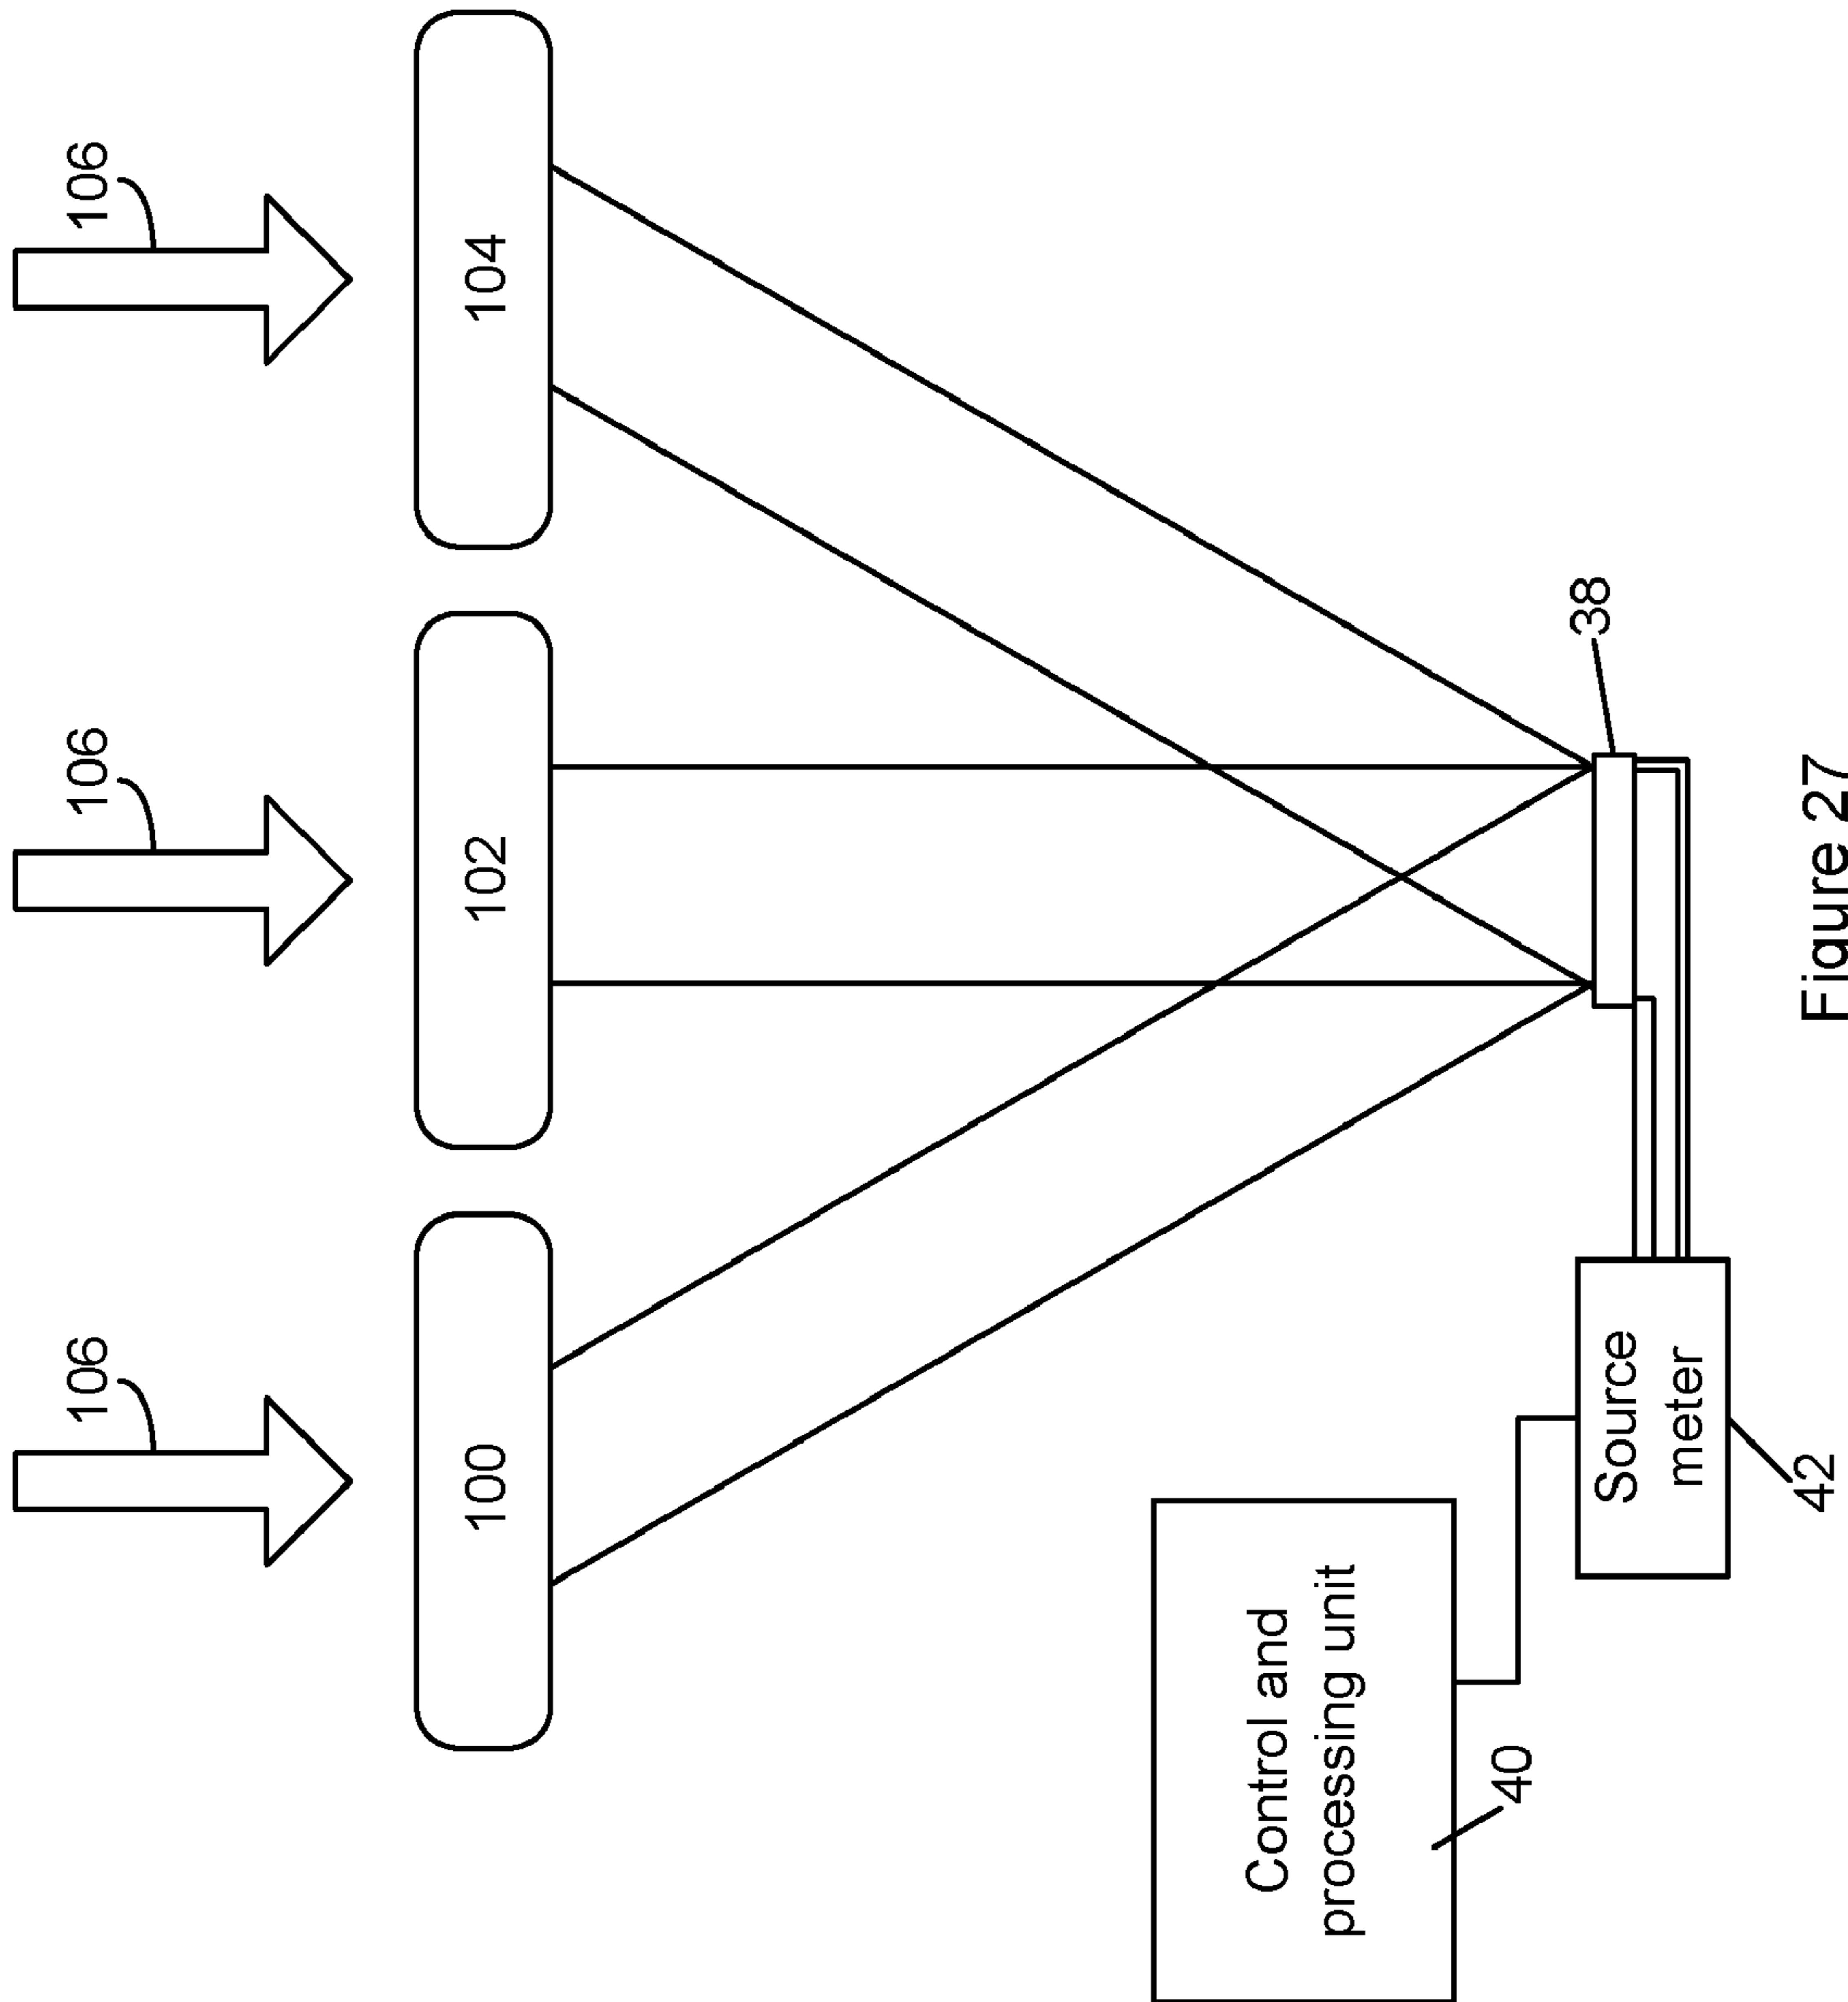 106
106
106
100
102
104
Control and
processing unit
40
Source
meter
38
42
Figure 27